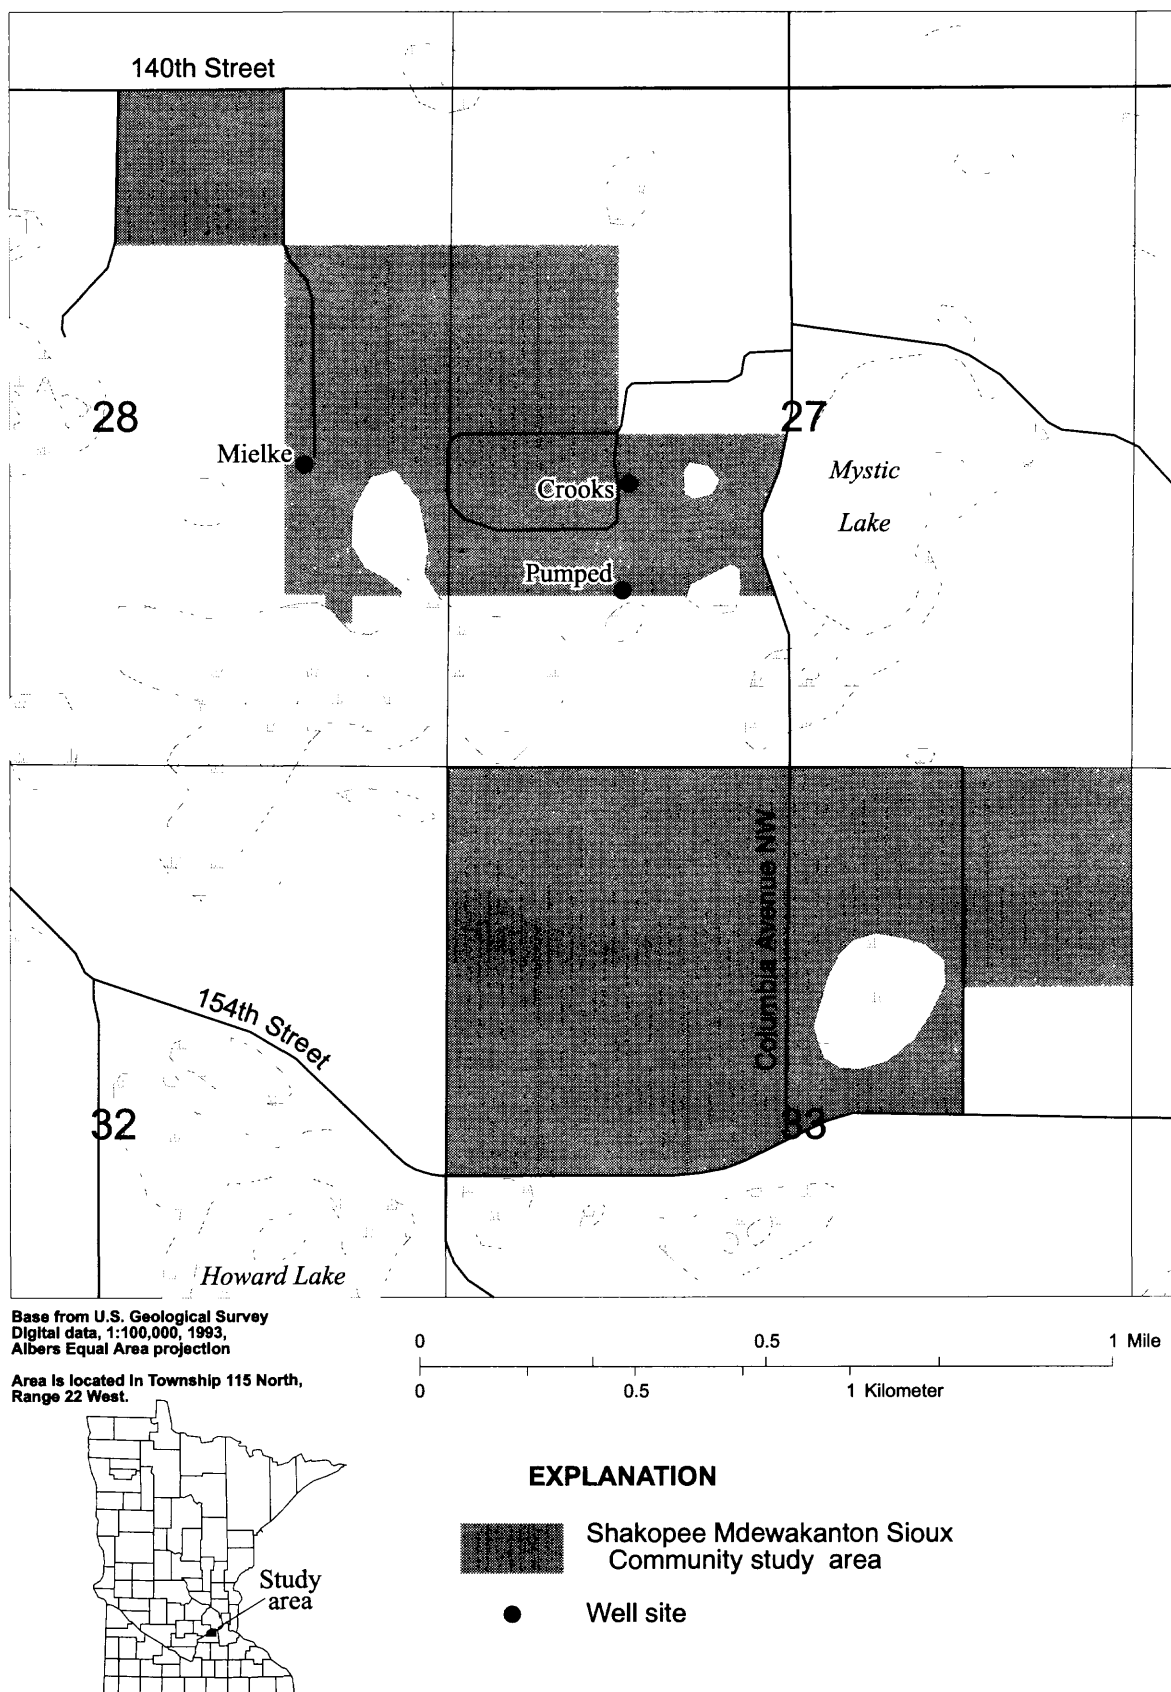 140th Street
28
27
Mielke
Mystic
Crooks
Lake
Pumped
Columbia Avenue NW
154th Street
32
33
Howard Lake
Base from U.S. Geological Survey
Digital data, 1:100,000, 1993,
Albers Equal Area projection
Area is located in Township 115 North,
Range 22 West.
0 0.5 1 Mile
0 0.5 1 Kilometer
EXPLANATION
Shakopee Mdewakanton Sioux
Community study area
Well site
Study
area